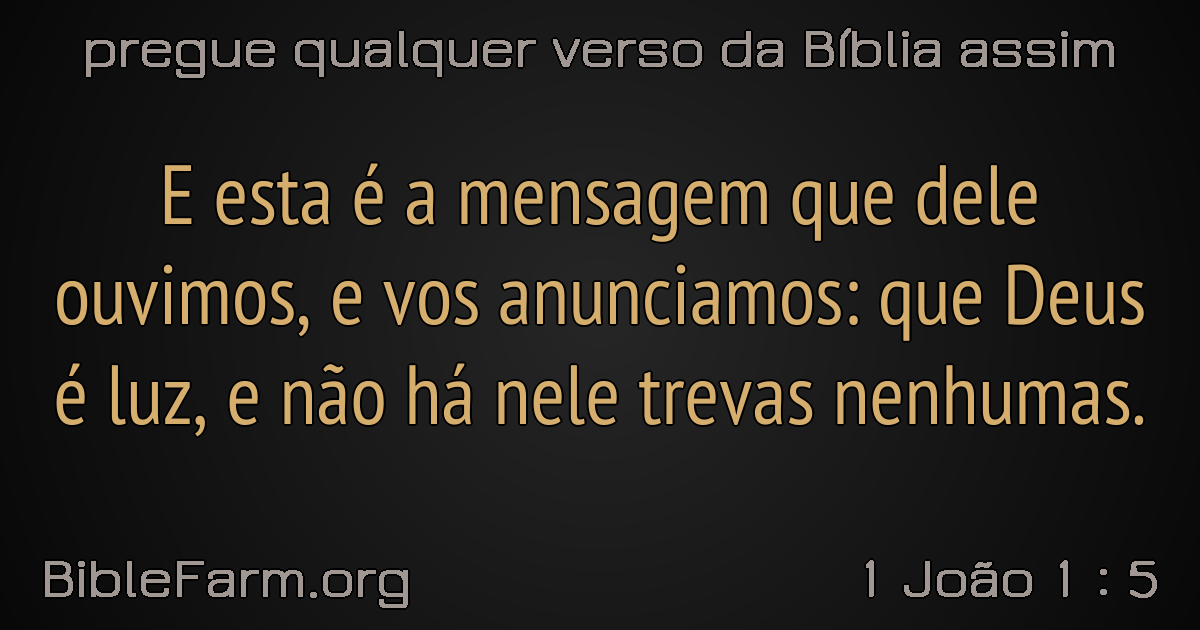 pregue qualquer verso da Bíblia assim
E esta é a mensagem que dele
ouvimos, e vos anunciamos: que Deus
é luz, e não há nele trevas nenhumas.
BibleFarm.org
1 João 1 : 5